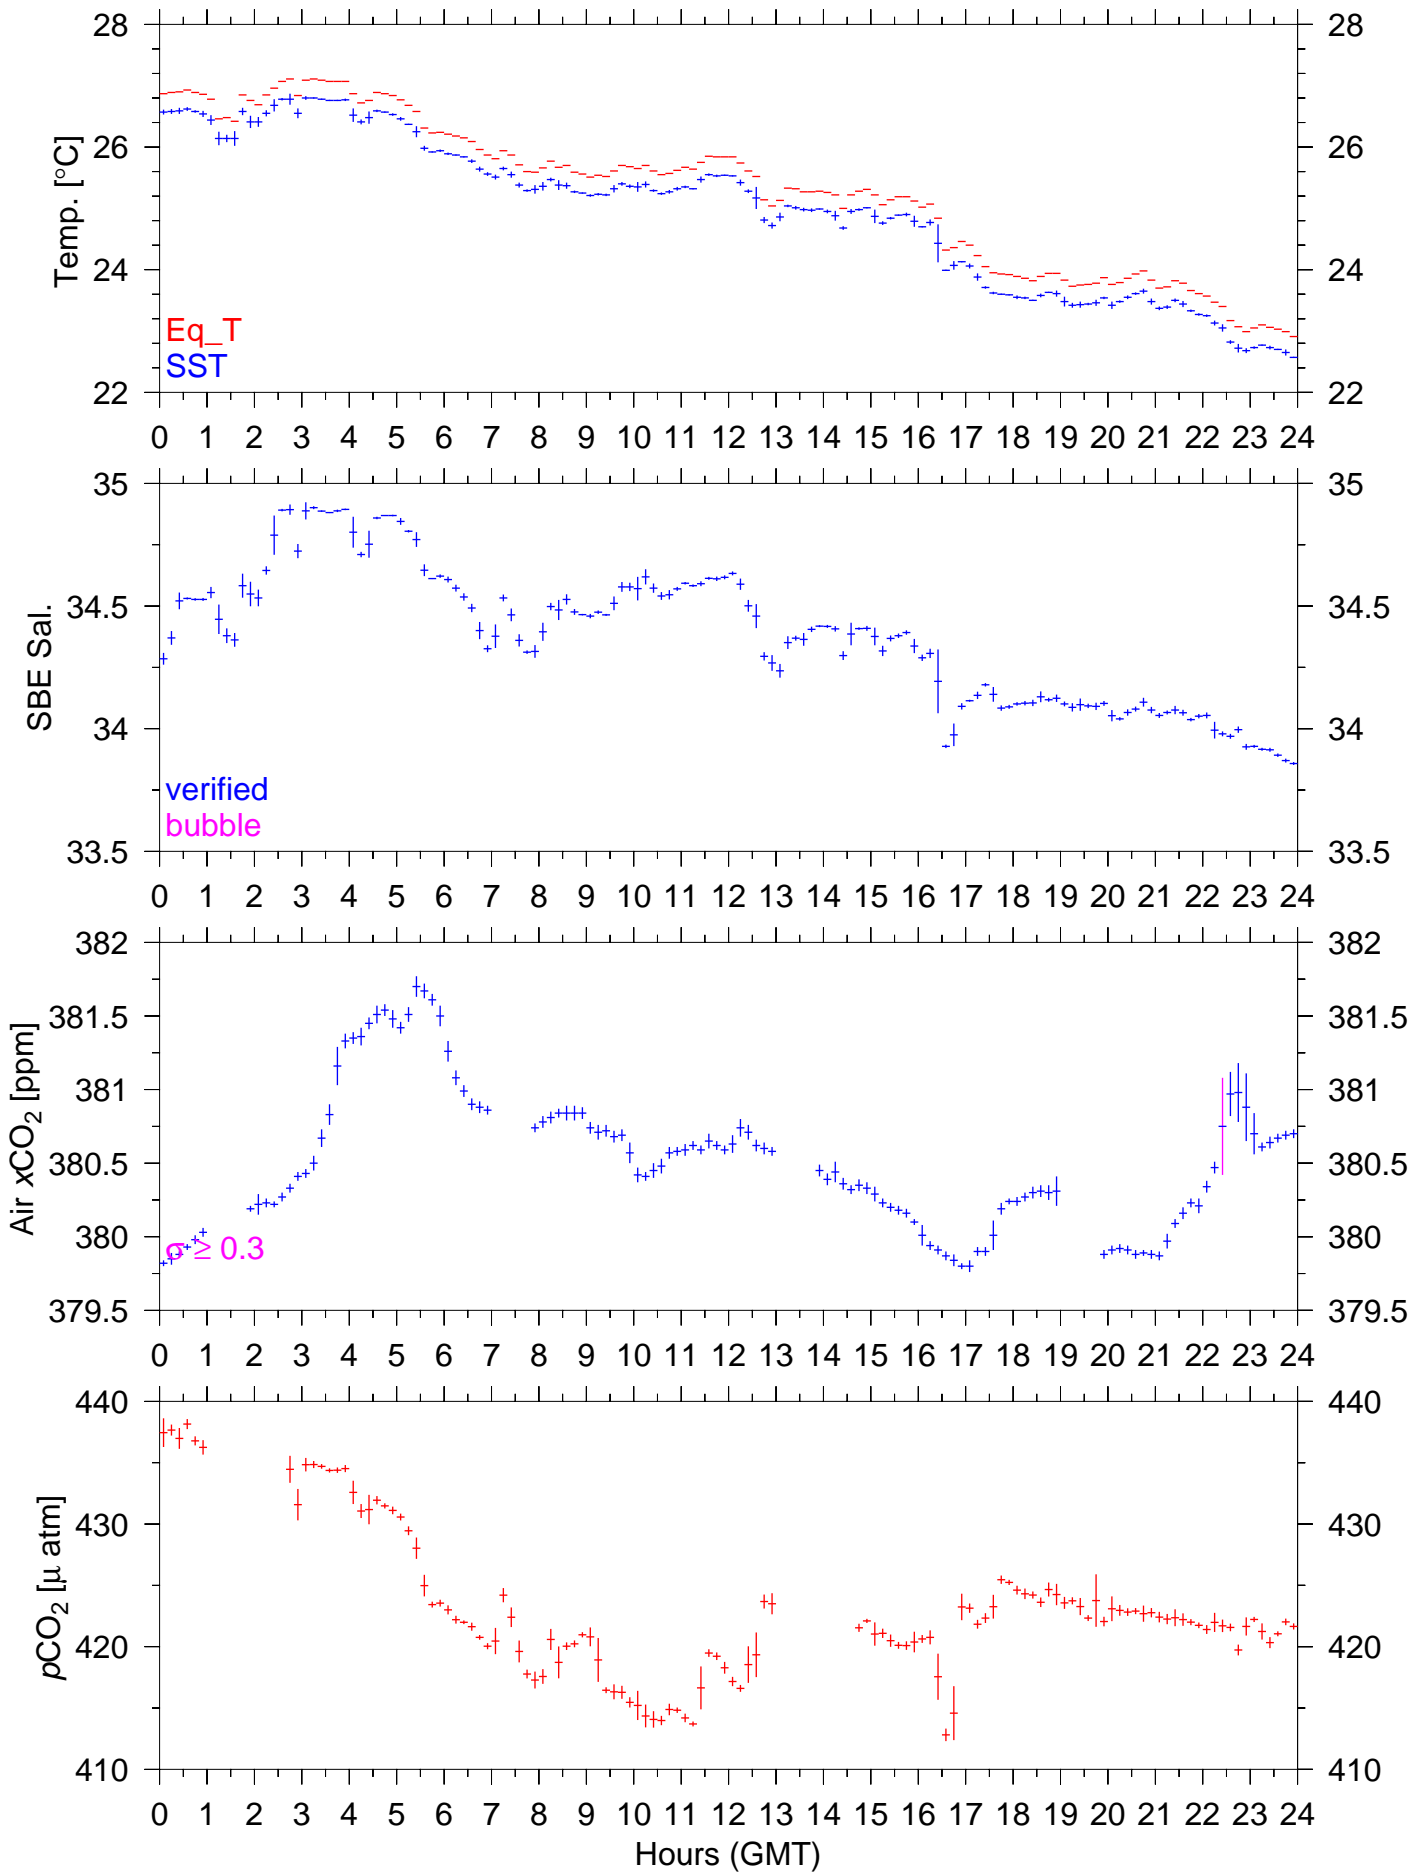 28 28
26 26
24 24
22 22
Temp. [°C]
Eq_T
SST
0 1 2 3 4 5 6 7 8 9 10 11 12 13 14 15 16 17 18 19 20 21 22 23 24
35 35
34.5 34.5
34 34
33.5 33.5
SBE Sal.
verified
bubble
0 1 2 3 4 5 6 7 8 9 10 11 12 13 14 15 16 17 18 19 20 21 22 23 24
382 382
381.5 381.5
381 381
380.5 380.5
380 380
379.5 379.5
Air xCO₂ [ppm]
σ ≥ 0.3
0 1 2 3 4 5 6 7 8 9 10 11 12 13 14 15 16 17 18 19 20 21 22 23 24
440 440
430 430
420 420
410 410
pCO₂ [μ atm]
0 1 2 3 4 5 6 7 8 9 10 11 12 13 14 15 16 17 18 19 20 21 22 23 24
Hours (GMT)